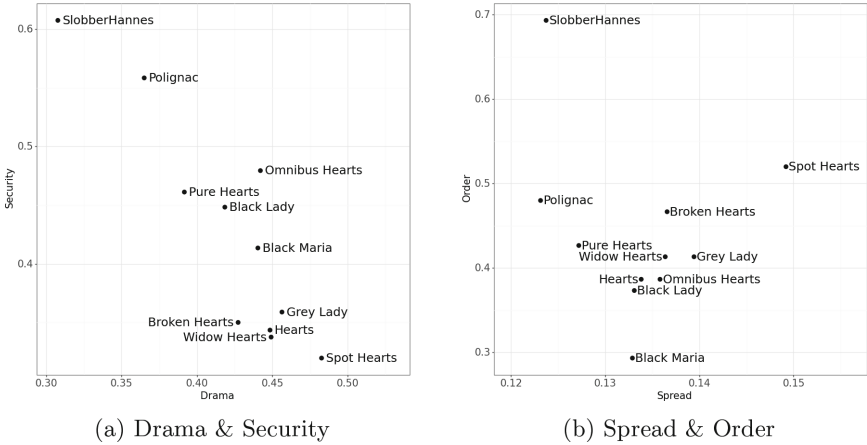 0.6
0.5
0.4
Security
SlobberHannes
Polignac
Omnibus Hearts
Pure Hearts
Black Lady
Black Maria
Grey Lady
Broken Hearts
Hearts
Widow Hearts
Spot Hearts
0.30 0.35 0.40 0.45 0.50
Drama
(a) Drama & Security
0.7
0.6
0.5
0.4
0.3
Order
SlobberHannes
Spot Hearts
Polignac
Broken Hearts
Pure Hearts
Widow Hearts Grey Lady
Hearts Omnibus Hearts
Black Lady
Black Maria
0.12 0.13 0.14 0.15
Spread
(b) Spread & Order